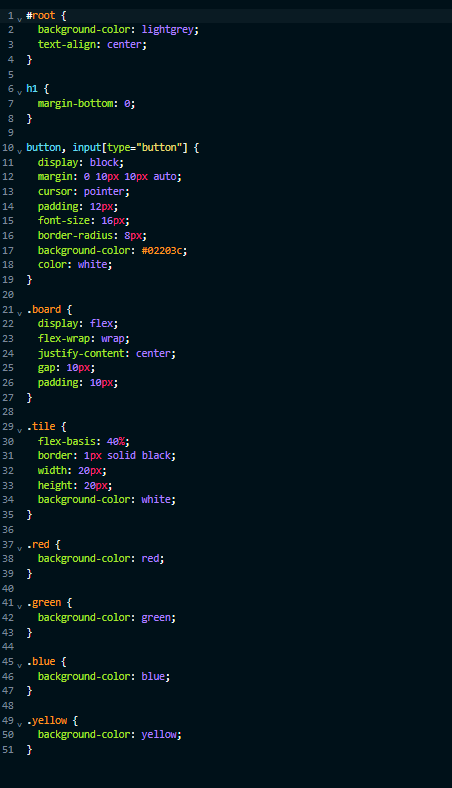 1 #root {
2 background-color: lightgrey;
3 text-align: center;
4 }
5
6 h1 {
7 margin-bottom: 0;
8 }
9
10 button, input[type="button"] {
11 display: block;
12 margin: 0 10px 10px auto;
13 cursor: pointer;
14 padding: 12px;
15 font-size: 16px;
16 border-radius: 8px;
17 background-color: #02203c;
18 color: white;
19 }
20
21 .board {
22 display: flex;
23 flex-wrap: wrap;
24 justify-content: center;
25 gap: 10px;
26 padding: 10px;
27 }
28
29 .tile {
30 flex-basis: 40%;
31 border: 1px solid black;
32 width: 20px;
33 height: 20px;
34 background-color: white;
35 }
36
37 .red {
38 background-color: red;
39 }
40
41 .green {
42 background-color: green;
43 }
44
45 .blue {
46 background-color: blue;
47 }
48
49 .yellow {
50 background-color: yellow;
51 }